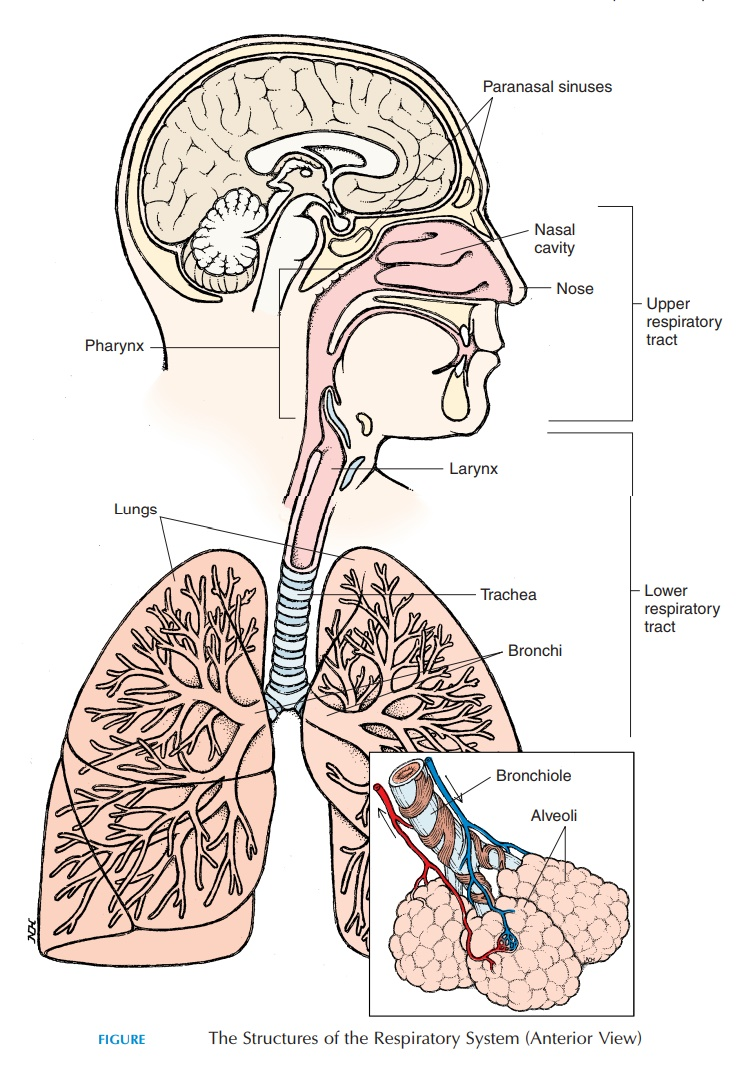 Paranasal sinuses
Nasal
cavity
Nose
Upper
respiratory
tract
Pharynx
Larynx
Lungs
Trachea
Lower
respiratory
tract
Bronchi
Bronchiole
Alveoli
FIGURE The Structures of the Respiratory System (Anterior View)